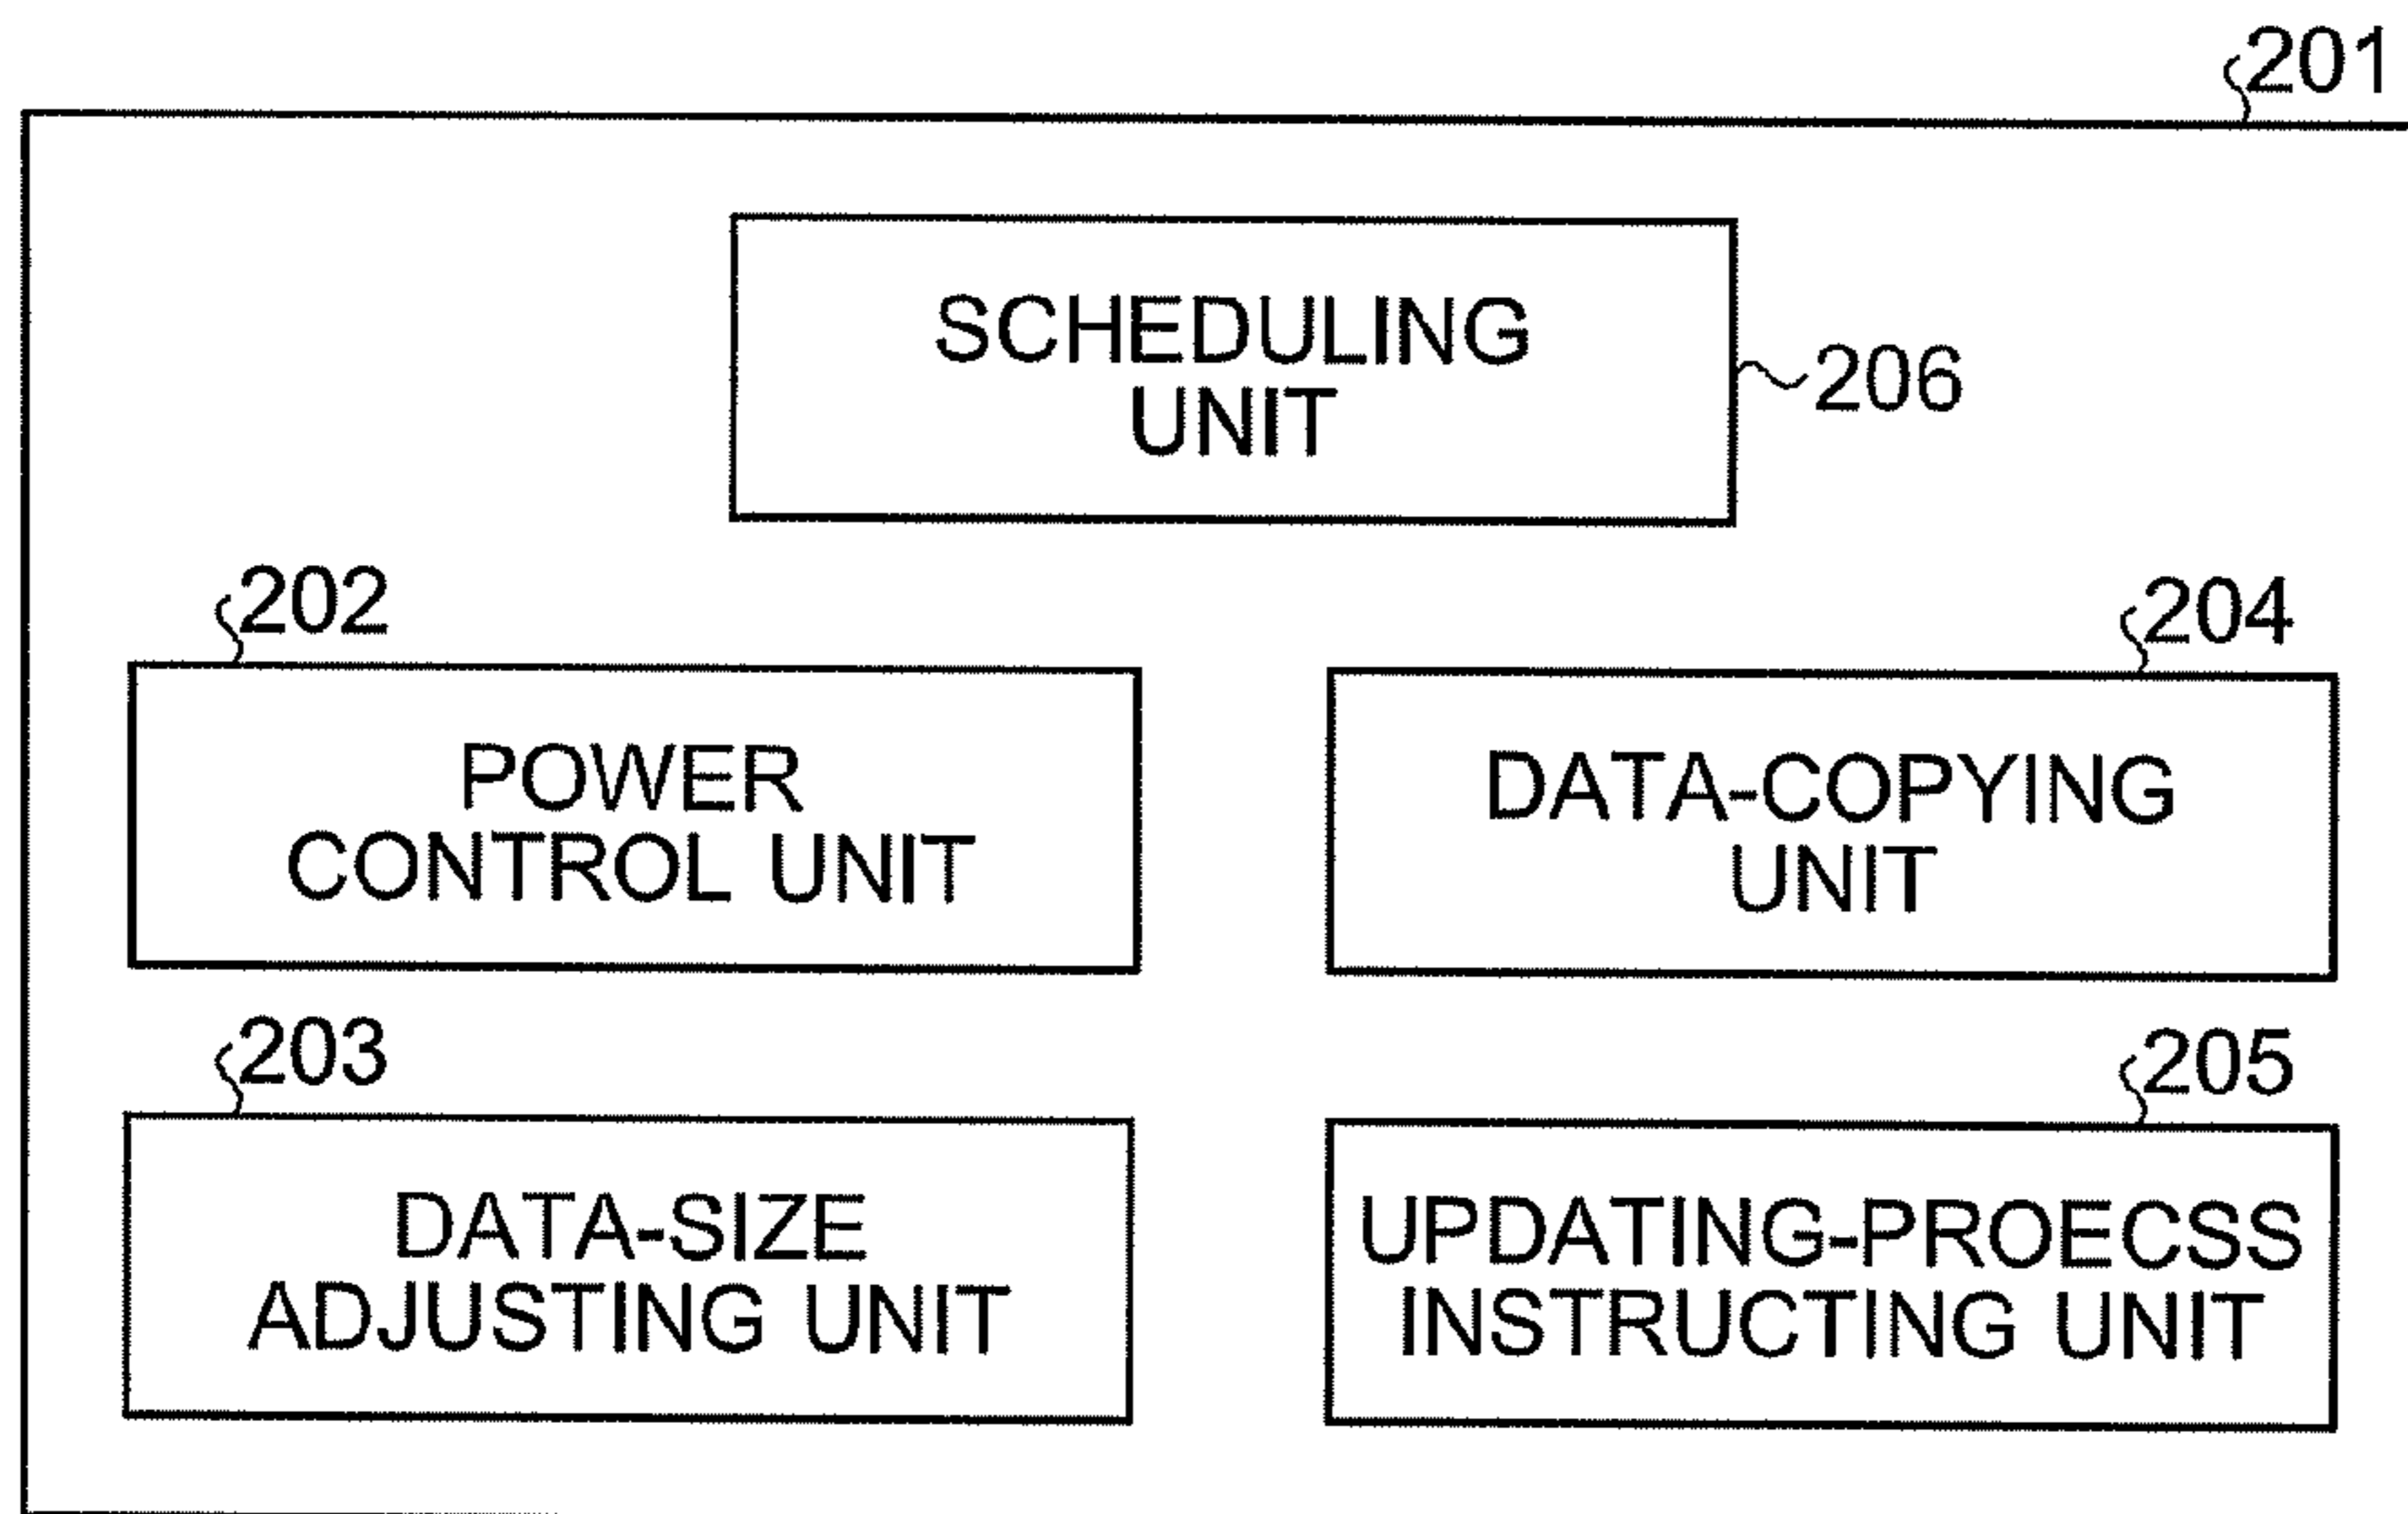 201
SCHEDULING
UNIT
206
202
204
POWER
CONTROL UNIT
DATA-COPYING
UNIT
203
205
DATA-SIZE
ADJUSTING UNIT
UPDATING-PROECSS
INSTRUCTING UNIT